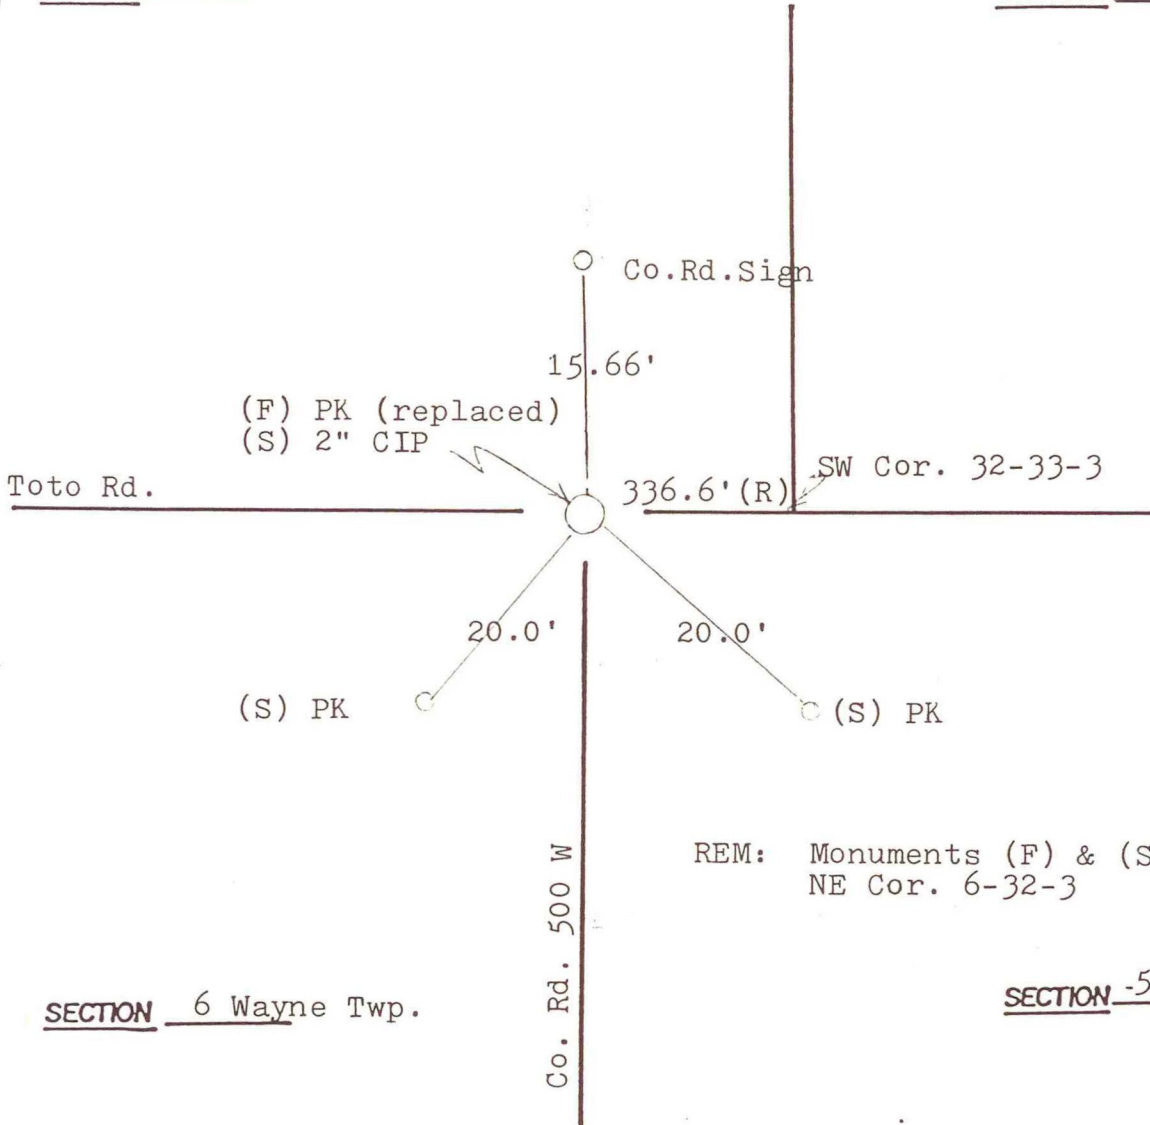 Co.Rd.Sign
15.66'
(F) PK (replaced)
(S) 2" CIP
SW Cor. 32-33-3
Toto Rd.
336.6'(R)
20.0'
20.0'
(S) PK
(S) PK
REM: Monuments (F) & (S
NE Cor. 6-32-3
Co. Rd. 500 W
SECTION 6 Wayne Twp.
SECTION -5